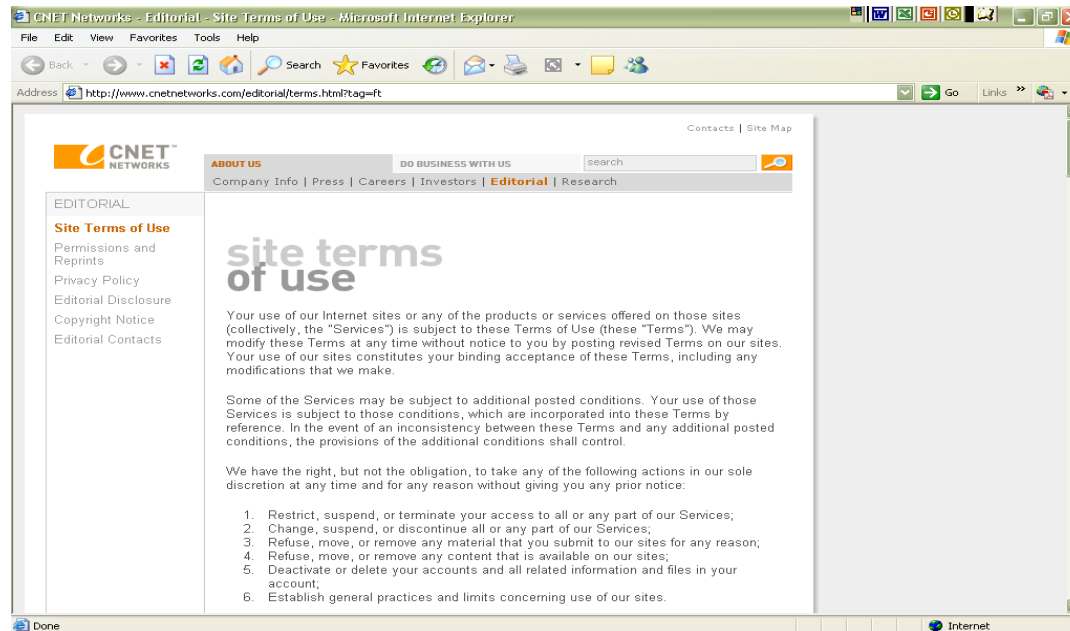 CNET Networks - Editorial - Site Terms of Use - Microsoft Internet Explorer
File Edit View Favorites Tools Help
Back Search Favorites
Address http://www.cnetnetworks.com/editorial/terms.html?tag=ft Go Links »
Contacts | Site Map
CNET™
NETWORKS
ABOUT US DO BUSINESS WITH US search
Company Info | Press | Careers | Investors | Editorial | Research
EDITORIAL
Site Terms of Use
Permissions and
Reprints
Privacy Policy
Editorial Disclosure
Copyright Notice
Editorial Contacts
site terms
of use
Your use of our Internet sites or any of the products or services offered on those sites
(collectively, the "Services") is subject to these Terms of Use (these "Terms"). We may
modify these Terms at any time without notice to you by posting revised Terms on our sites.
Your use of our sites constitutes your binding acceptance of these Terms, including any
modifications that we make.
Some of the Services may be subject to additional posted conditions. Your use of those
Services is subject to those conditions, which are incorporated into these Terms by
reference. In the event of an inconsistency between these Terms and any additional posted
conditions, the provisions of the additional conditions shall control.
We have the right, but not the obligation, to take any of the following actions in our sole
discretion at any time and for any reason without giving you any prior notice:
1. Restrict, suspend, or terminate your access to all or any part of our Services;
2. Change, suspend, or discontinue all or any part of our Services;
3. Refuse, move, or remove any material that you submit to our sites for any reason;
4. Refuse, move, or remove any content that is available on our sites;
5. Deactivate or delete your accounts and all related information and files in your
account;
6. Establish general practices and limits concerning use of our sites.
Done Internet